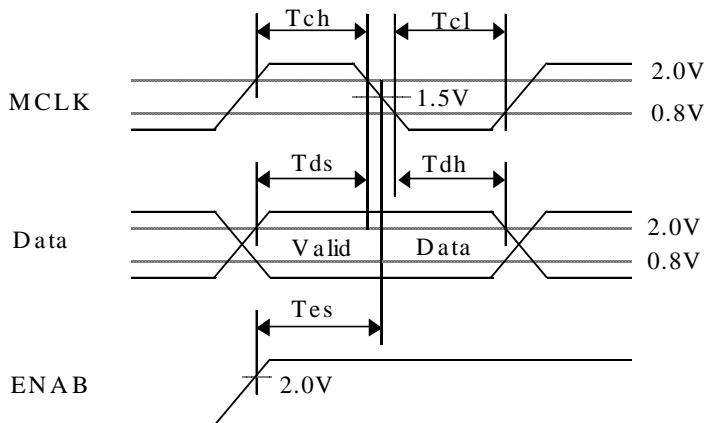 Tch Tcl
MCLK
2.0V
1.5V
0.8V
Tds Tdh
Data
Valid Data
2.0V
0.8V
Tes
ENAB
2.0V